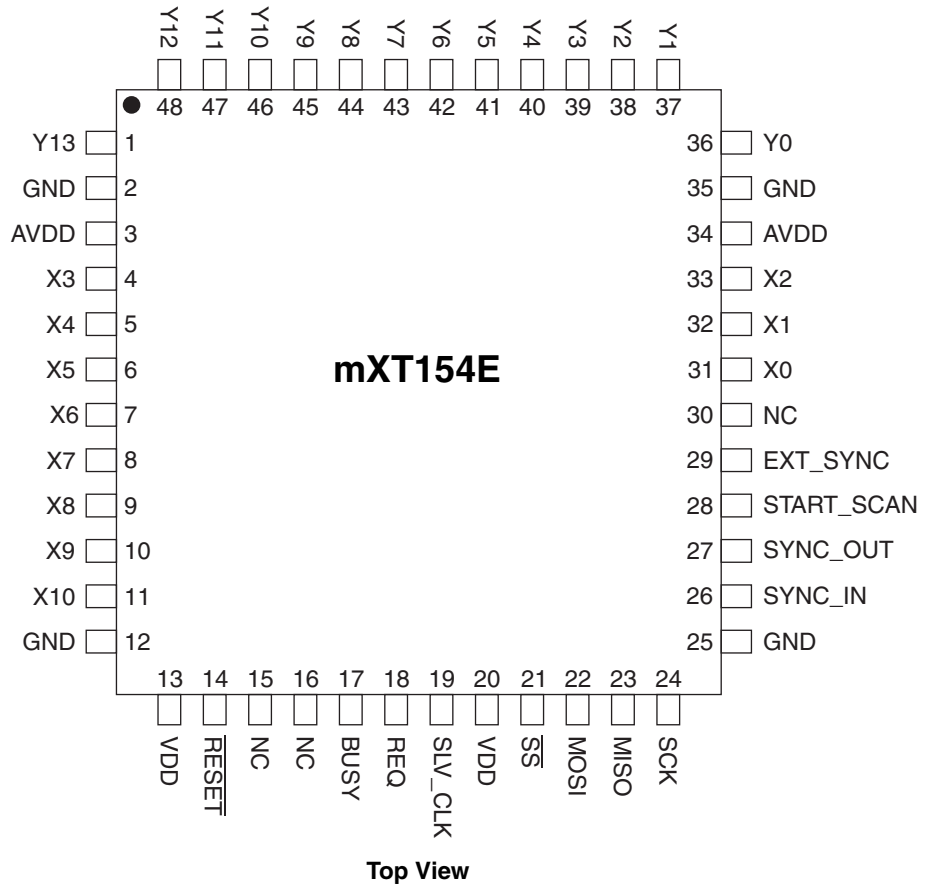 Y12 Y11 Y10 Y9 Y8 Y7 Y6 Y5 Y4 Y3 Y2 Y1
48 47 46 45 44 43 42 41 40 39 38 37
Y13 1 36 Y0
GND 2 35 GND
AVDD 3 34 AVDD
X3 4 33 X2
X4 5 32 X1
X5 6 mXT154E 31 X0
X6 7 30 NC
X7 8 29 EXT_SYNC
X8 9 28 START_SCAN
X9 10 27 SYNC_OUT
X10 11 26 SYNC_IN
GND 12 25 GND
13 14 15 16 17 18 19 20 21 22 23 24
VDD RESET NC NC BUSY REQ SLV_CLK VDD SS MOSI MISO SCK
Top View